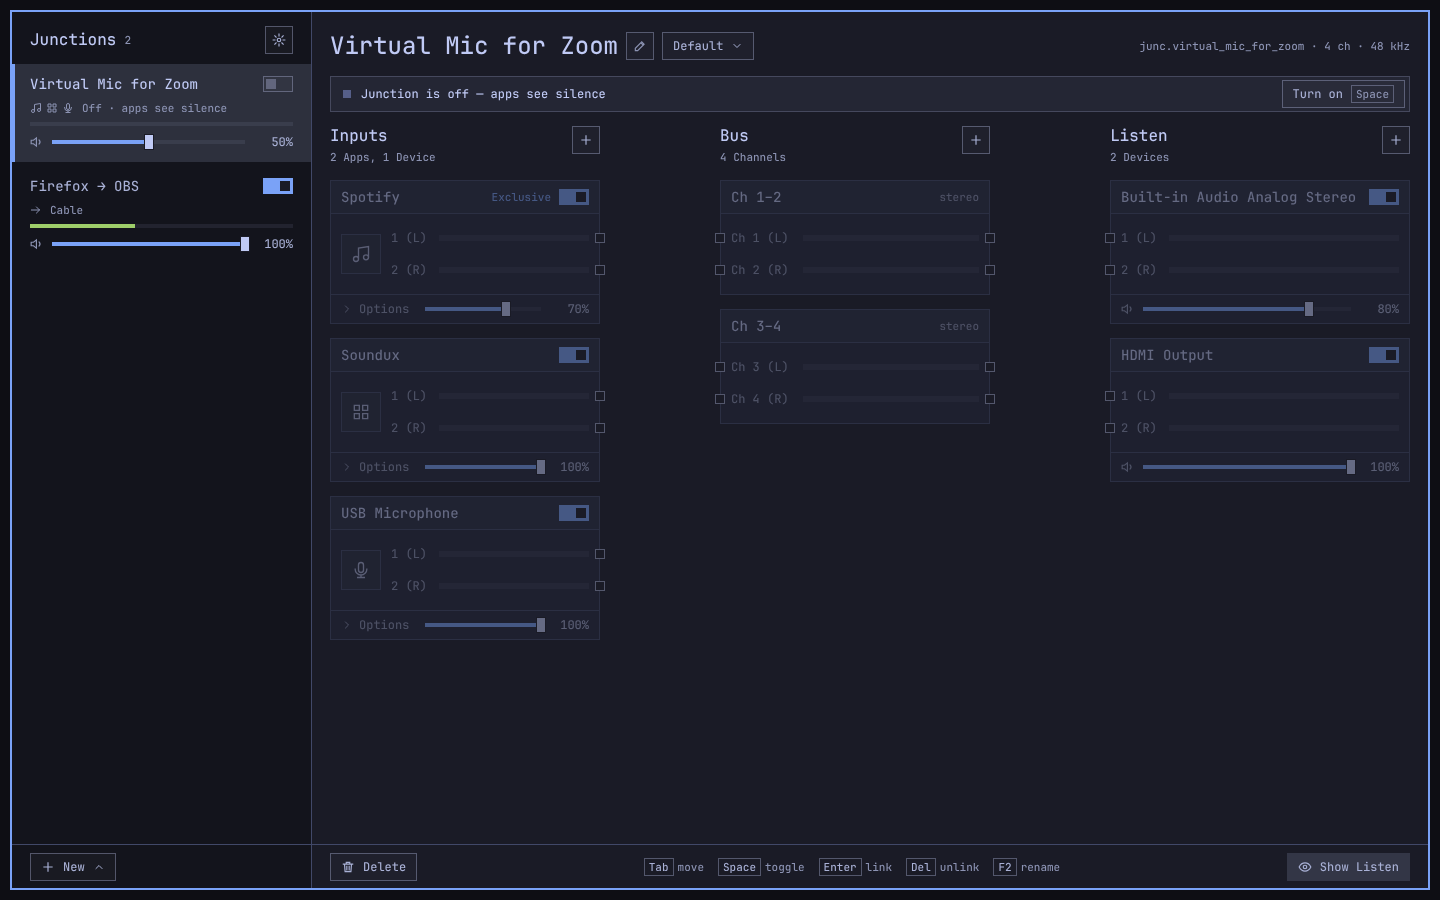 Junctions 2
Virtual Mic for Zoom
Off · apps see silence
50%
Firefox → OBS
Cable
100%
New
Virtual Mic for Zoom
Default
junc.virtual_mic_for_zoom · 4 ch · 48 kHz
Junction is off — apps see silence
Turn on Space
Inputs
2 Apps, 1 Device
Spotify Exclusive
1 (L)
2 (R)
Options 70%
Soundux
1 (L)
2 (R)
Options 100%
USB Microphone
1 (L)
2 (R)
Options 100%
Bus
4 Channels
Ch 1–2 stereo
Ch 1 (L)
Ch 2 (R)
Ch 3–4 stereo
Ch 3 (L)
Ch 4 (R)
Listen
2 Devices
Built-in Audio Analog Stereo
1 (L)
2 (R)
80%
HDMI Output
1 (L)
2 (R)
100%
Delete
Tab move Space toggle Enter link Del unlink F2 rename
Show Listen